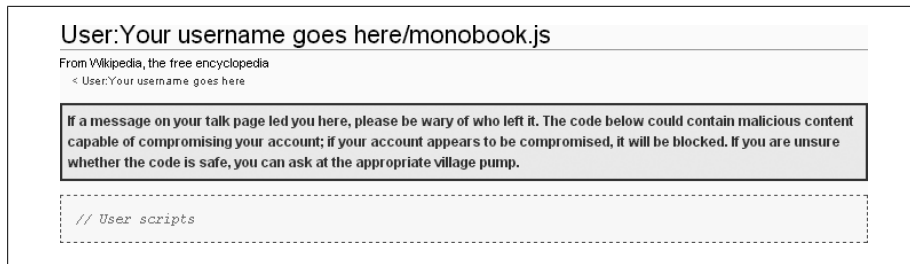 User:Your username goes here/monobook.js
From Wikipedia, the free encyclopedia
< User:Your username goes here
If a message on your talk page led you here, please be wary of who left it. The code below could contain malicious content
capable of compromising your account; if your account appears to be compromised, it will be blocked. If you are unsure
whether the code is safe, you can ask at the appropriate village pump.
// User scripts